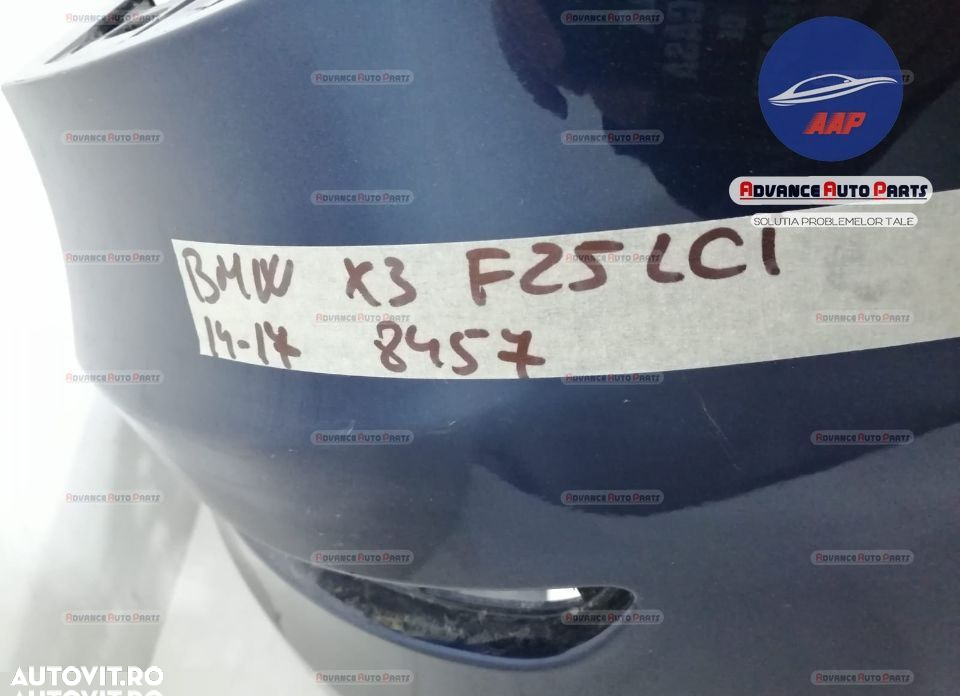 AAP
ADVANCE AUTO PARTS
SOLUTIA PROBLEMELOR TALE
BMW X3 F25 LCI
14-17 8457
AUTOVIT.RO